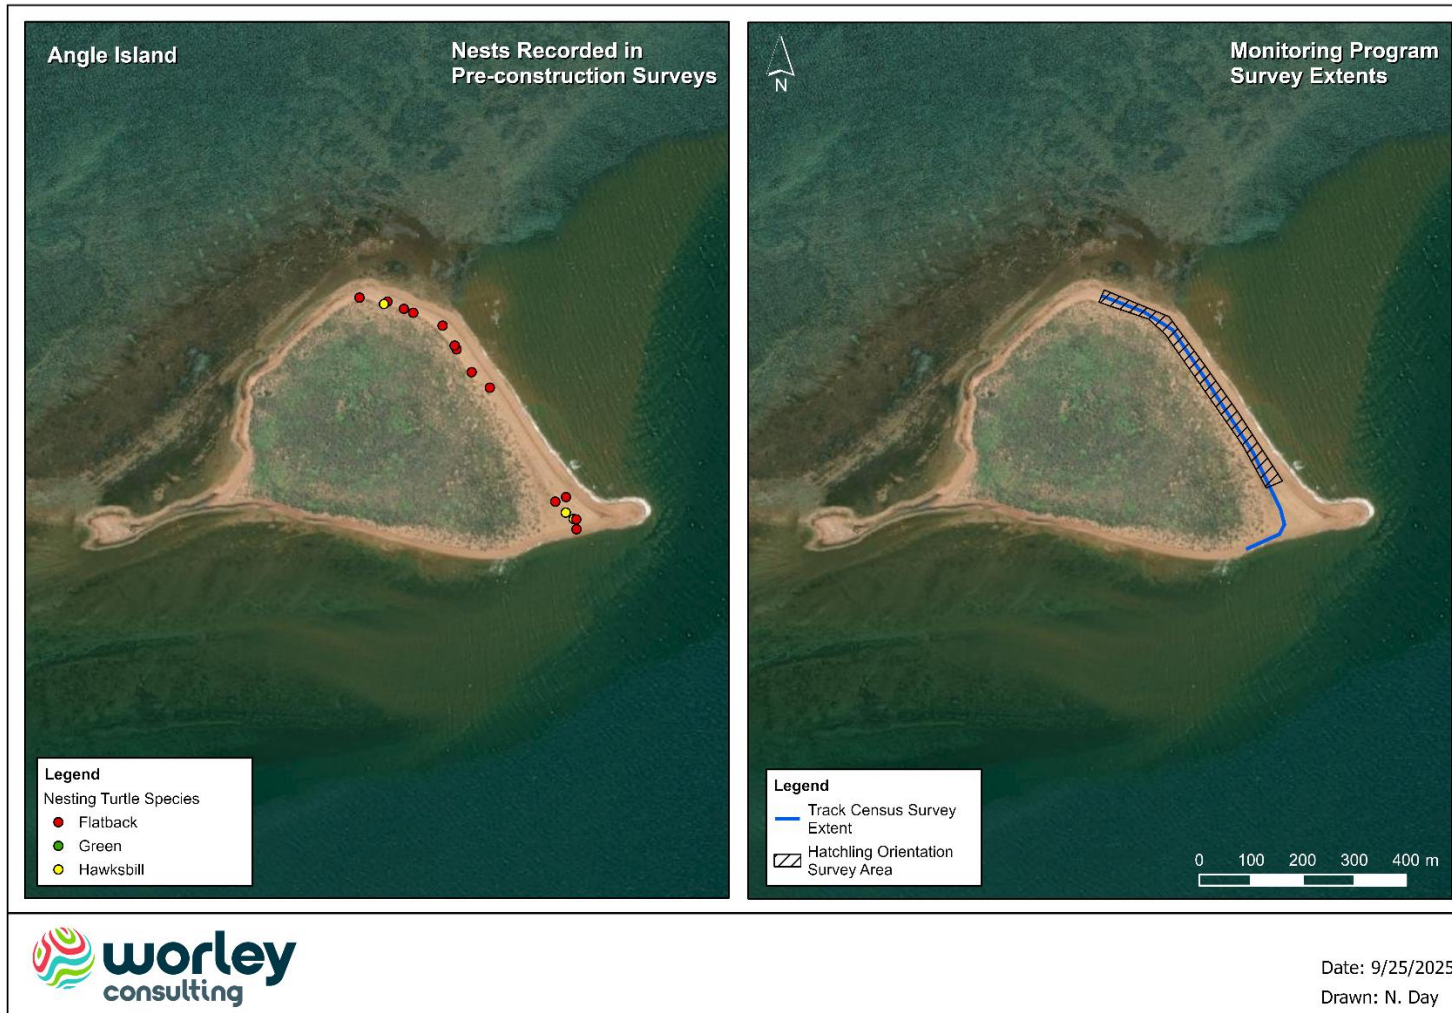 Angle Island
Nests Recorded in
Pre-construction Surveys
Legend
Nesting Turtle Species
Flatback
Green
Hawksbill
N
Monitoring Program
Survey Extents
Legend
Track Census Survey
Extent
Hatchling Orientation
Survey Area
0 100 200 300 400 m
worley
consulting
Date: 9/25/2025
Drawn: N. Day